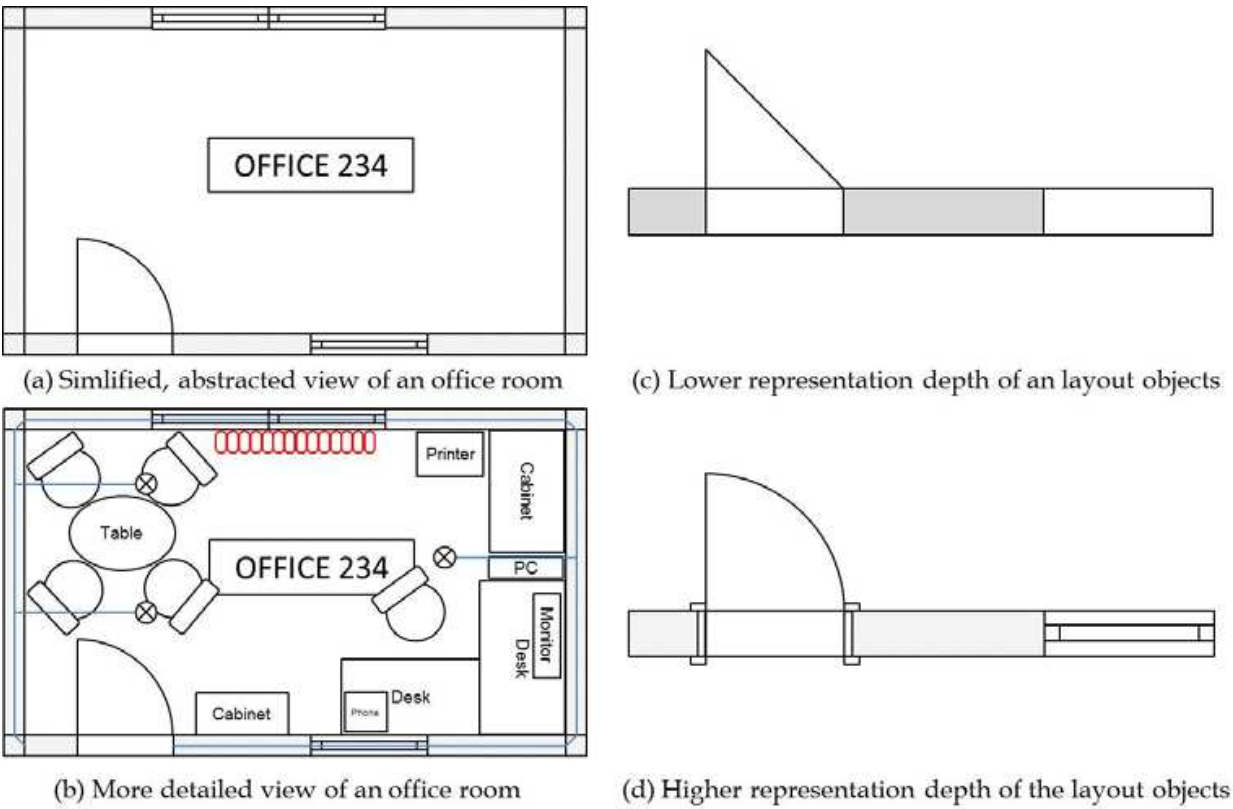 OFFICE 234
(a) Simlified, abstracted view of an office room
(c) Lower representation depth of an layout objects
Printer
Cabinet
Table
OFFICE 234
PC
Monitor
Desk
Desk
Phone
Cabinet
(b) More detailed view of an office room
(d) Higher representation depth of the layout objects